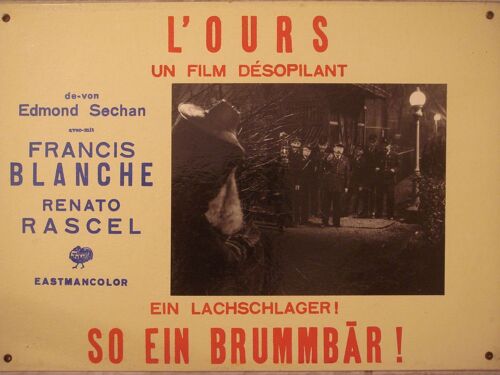 L'OURS
UN FILM DÉSOPILANT
de-von
Edmond Sechan
avec-mit
FRANCIS
BLANCHE
RENATO
RASCEL
EASTMANCOLOR
EIN LACHSCHLAGER!
SO EIN BRUMMBÄR!